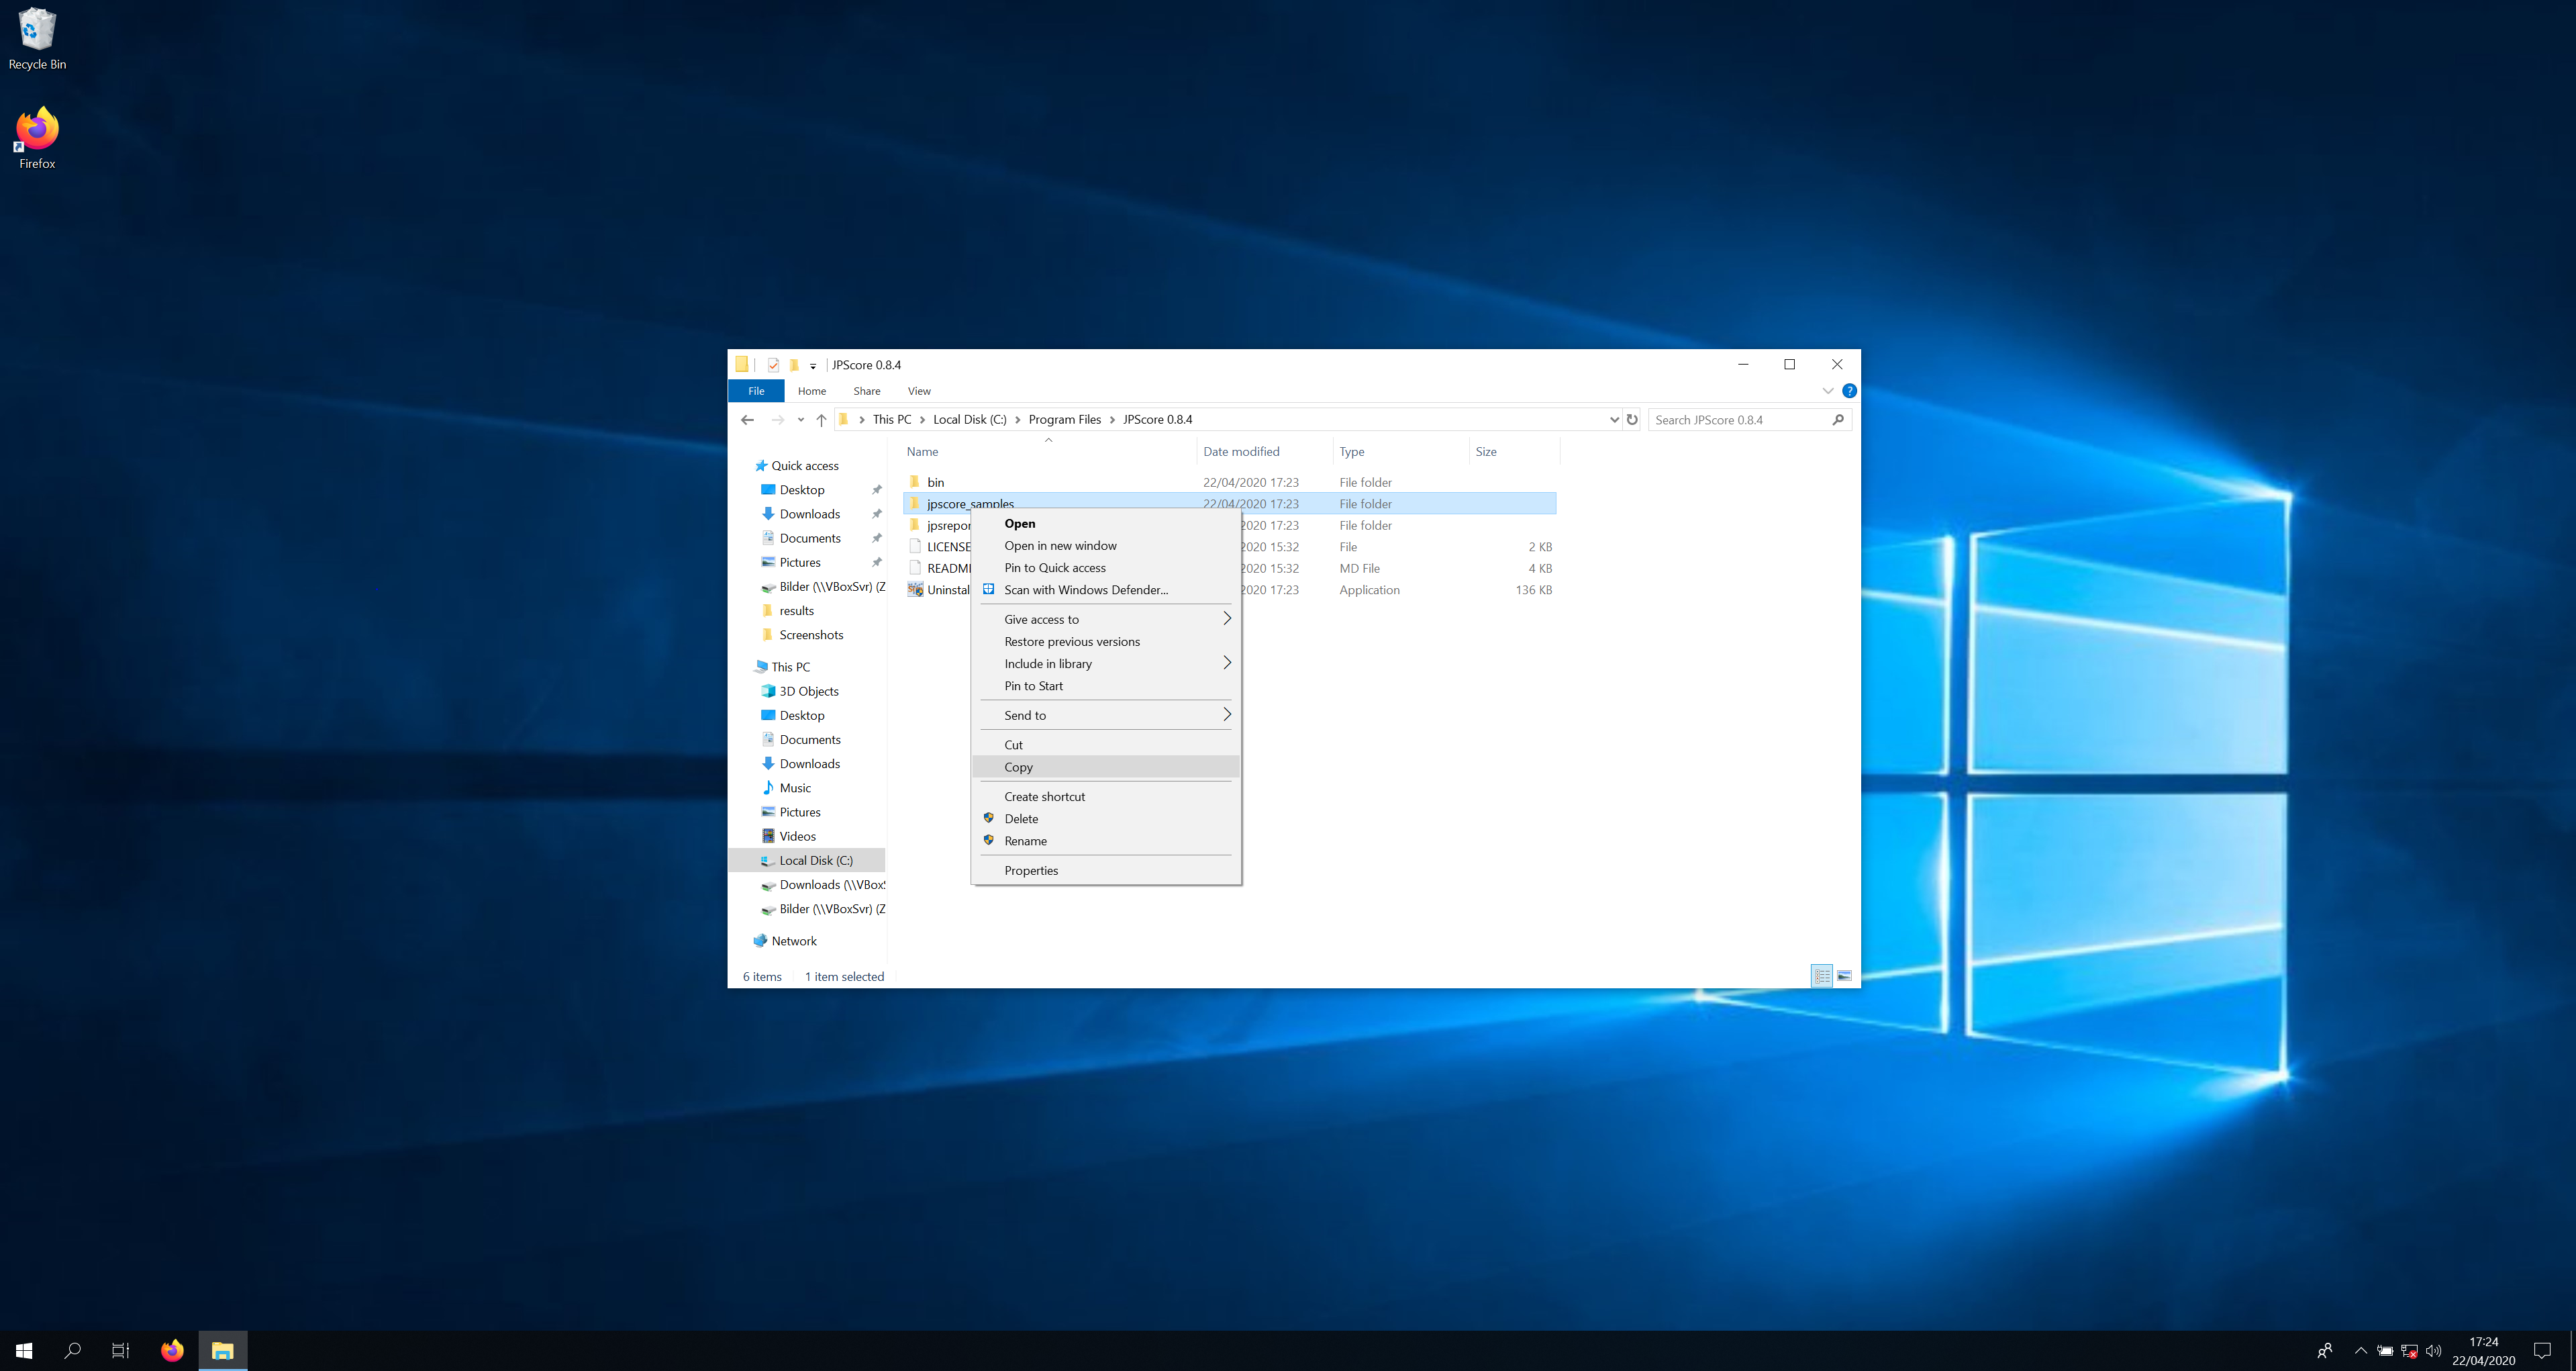 Recycle Bin
Firefox
JPScore 0.8.4
File Home Share View
This PC Local Disk (C:) Program Files JPScore 0.8.4
Search JPScore 0.8.4
Name Date modified Type Size
bin 22/04/2020 17:23 File folder
jpscore_samples 22/04/2020 17:23 File folder
jpsrepor 2020 17:23 File folder
LICENSE 2020 15:32 File 2 KB
READM 2020 15:32 MD File 4 KB
Uninstal 2020 17:23 Application 136 KB
Quick access
Desktop
Downloads
Documents
Pictures
Bilder (\\VBoxSvr) (Z
results
Screenshots
This PC
3D Objects
Desktop
Documents
Downloads
Music
Pictures
Videos
Local Disk (C:)
Downloads (\\VBoxS
Bilder (\\VBoxSvr) (Z
Network
Open
Open in new window
Pin to Quick access
Scan with Windows Defender...
Give access to
Restore previous versions
Include in library
Pin to Start
Send to
Cut
Copy
Create shortcut
Delete
Rename
Properties
6 items 1 item selected
17:24
22/04/2020